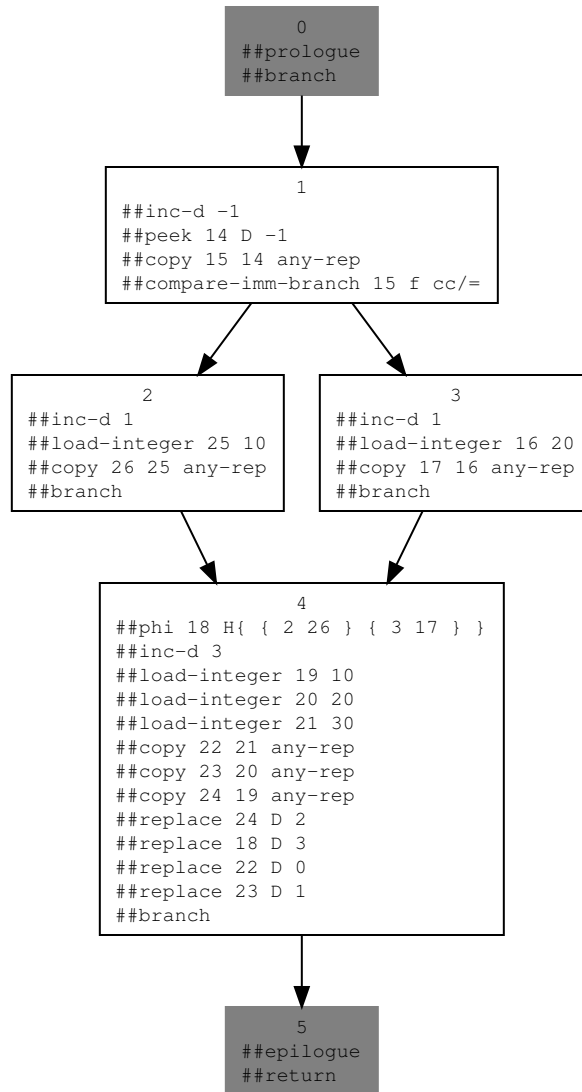 0
##prologue
##branch
1
##inc-d -1
##peek 14 D -1
##copy 15 14 any-rep
##compare-imm-branch 15 f cc/=
2
##inc-d 1
##load-integer 25 10
##copy 26 25 any-rep
##branch
3
##inc-d 1
##load-integer 16 20
##copy 17 16 any-rep
##branch
4
##phi 18 H{ { 2 26 } { 3 17 } }
##inc-d 3
##load-integer 19 10
##load-integer 20 20
##load-integer 21 30
##copy 22 21 any-rep
##copy 23 20 any-rep
##copy 24 19 any-rep
##replace 24 D 2
##replace 18 D 3
##replace 22 D 0
##replace 23 D 1
##branch
5
##epilogue
##return